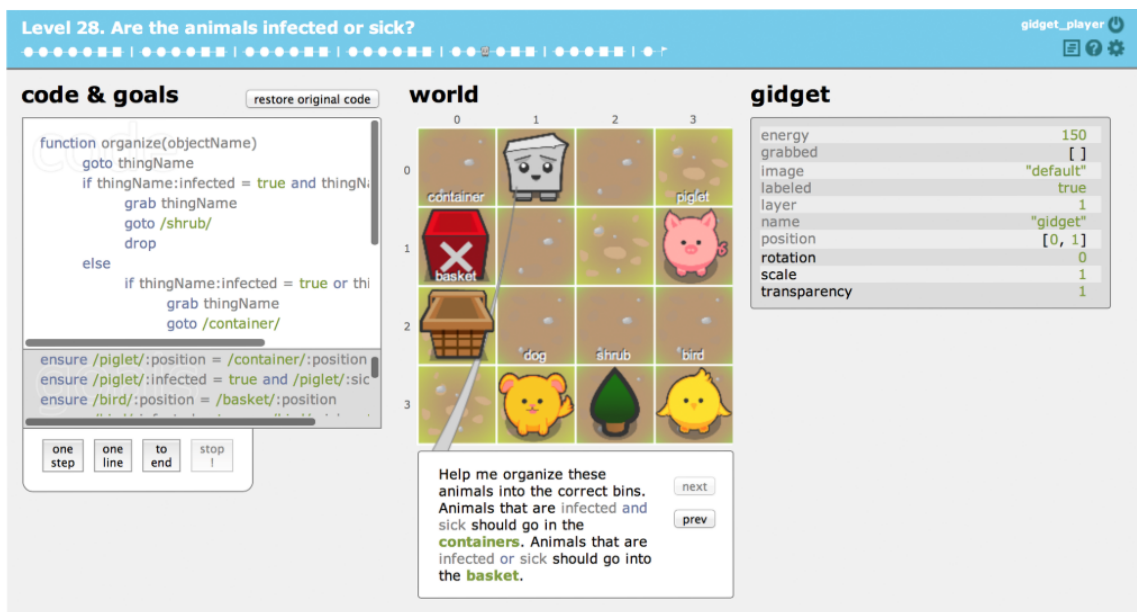 Level 28. Are the animals infected or sick?
gidget_player
code & goals
restore original code
function organize(objectName)
goto thingName
if thingName:infected = true and thingNa
grab thingName
goto /shrub/
drop
else
if thingName:infected = true or thi
grab thingName
goto /container/
ensure /piglet/:position = /container/:position
ensure /piglet/:infected = true and /piglet/:sic
ensure /bird/:position = /basket/:position
one step
one line
to end
stop !
world
0 1 2 3
0
container
piglet
1
basket
2
dog
shrub
bird
3
Help me organize these
animals into the correct bins.
Animals that are infected and
sick should go in the
containers. Animals that are
infected or sick should go into
the basket.
next
prev
gidget
energy 150
grabbed [ ]
image "default"
labeled true
layer 1
name "gidget"
position [0, 1]
rotation 0
scale 1
transparency 1